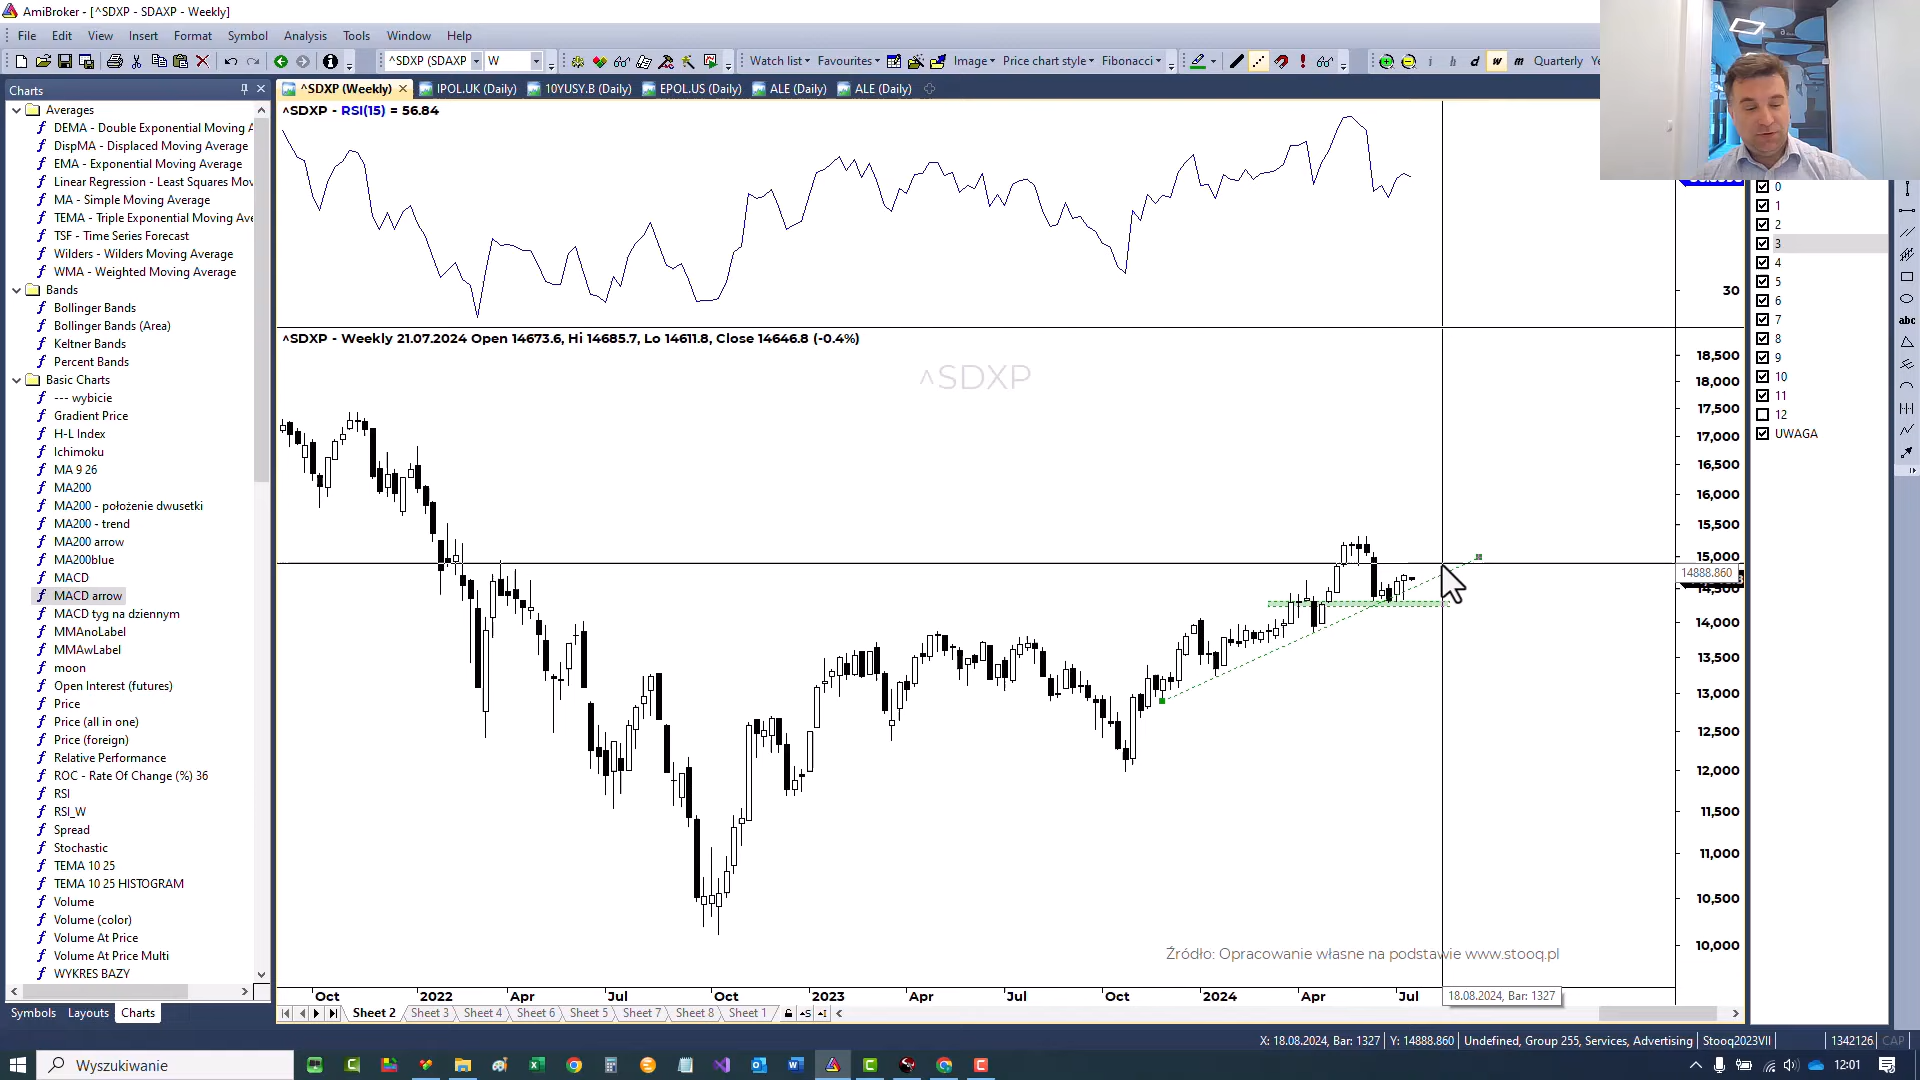 AmiBroker - [^SDXP - SDAXP - Weekly]
File Edit View Insert Format Symbol Analysis Tools Window Help
^SDXP (SDAXP W Watch list Favourites Image Price chart style Fibonacci i h d w m Quarterly Ye
Charts
^SDXP (Weekly) IPOL.UK (Daily) 10YUSY.B (Daily) EPOL.US (Daily) ALE (Daily) ALE (Daily)
Averages
DEMA - Double Exponential Moving A
DispMA - Displaced Moving Average
EMA - Exponential Moving Average
Linear Regression - Least Squares Mov
MA - Simple Moving Average
TEMA - Triple Exponential Moving Ave
TSF - Time Series Forecast
Wilders - Wilders Moving Average
WMA - Weighted Moving Average
Bands
Bollinger Bands
Bollinger Bands (Area)
Keltner Bands
Percent Bands
Basic Charts
--- wybicie
Gradient Price
H-L Index
Ichimoku
MA 9 26
MA200
MA200 - położenie dwusetki
MA200 - trend
MA200 arrow
MA200blue
MACD
MACD arrow
MACD tyg na dziennym
MMAnoLabel
MMAwLabel
moon
Open Interest (futures)
Price
Price (all in one)
Price (foreign)
Relative Performance
ROC - Rate Of Change (%) 36
RSI
RSI_W
Spread
Stochastic
TEMA 10 25
TEMA 10 25 HISTOGRAM
Volume
Volume (color)
Volume At Price
Volume At Price Multi
WYKRES BAZY
Symbols Layouts Charts
^SDXP - RSI(15) = 56.84
30
^SDXP - Weekly 21.07.2024 Open 14673.6, Hi 14685.7, Lo 14611.8, Close 14646.8 (-0.4%)
^SDXP
18,500
18,000
17,500
17,000
16,500
16,000
15,500
15,000
14888.860
14,500
14,000
13,500
13,000
12,500
12,000
11,500
11,000
10,500
10,000
Źródło: Opracowanie własne na podstawie www.stooq.pl
Oct 2022 Apr Jul Oct 2023 Apr Jul Oct 2024 Apr Jul
18.08.2024, Bar: 1327
Sheet 2 Sheet 3 Sheet 4 Sheet 6 Sheet 5 Sheet 7 Sheet 8 Sheet 1
0
1
2
3
4
5
6
7
8
9
10
11
12
UWAGA
abc
X: 18.08.2024, Bar: 1327 Y: 14888.860 Undefined, Group 255, Services, Advertising Stooq2023VII 1342126 CAP
Wyszukiwanie
12:01